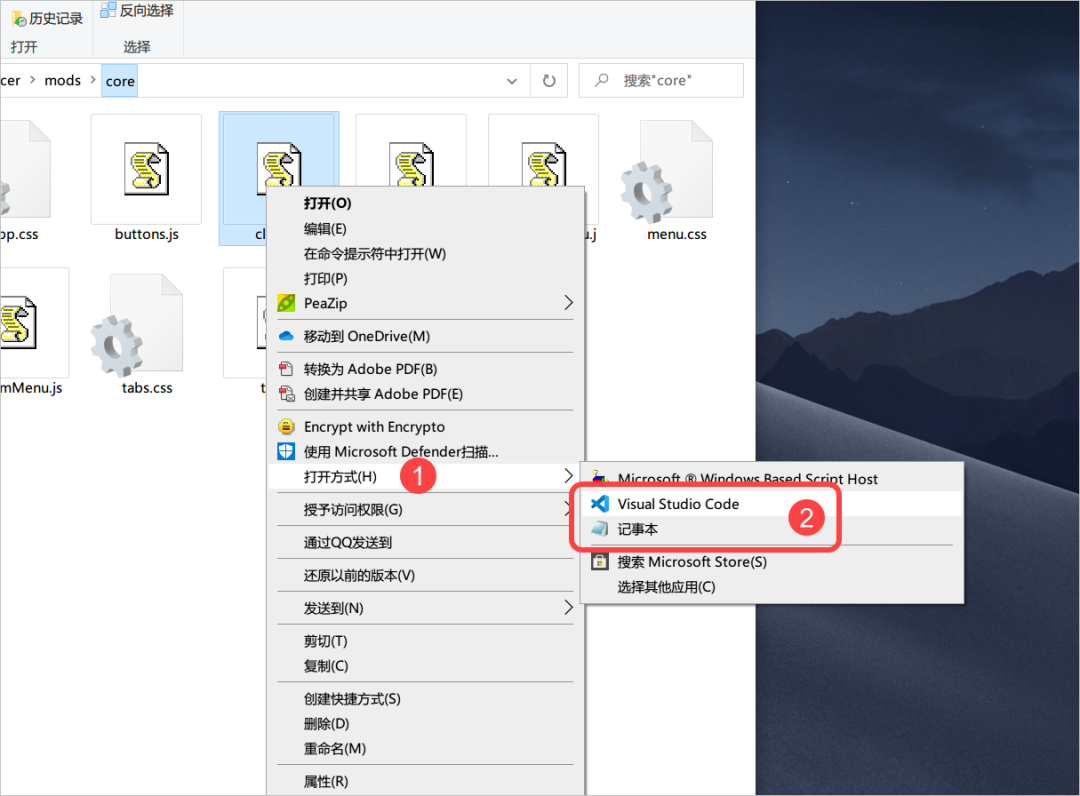 历史记录
反向选择
打开
选择
cer > mods > core
搜索"core"
pp.css
buttons.js
cl
u.j
menu.css
mMenu.js
tabs.css
t
打开(O)
编辑(E)
在命令提示符中打开(W)
打印(P)
PeaZip
移动到 OneDrive(M)
转换为 Adobe PDF(B)
创建并共享 Adobe PDF(E)
Encrypt with Encrypto
使用 Microsoft Defender扫描...
打开方式(H)
1
授予访问权限(G)
通过QQ发送到
还原以前的版本(V)
发送到(N)
剪切(T)
复制(C)
创建快捷方式(S)
删除(D)
重命名(M)
属性(R)
Microsoft ® Windows Based Script Host
Visual Studio Code
2
记事本
搜索 Microsoft Store(S)
选择其他应用(C)